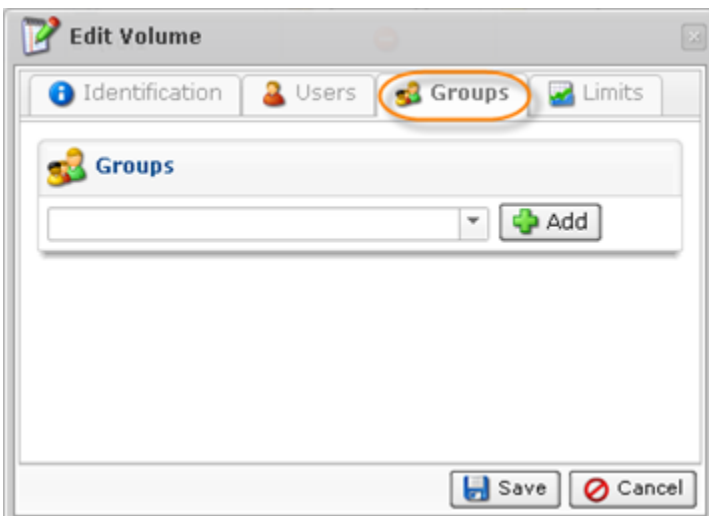 Edit Volume
Identification Users Groups Limits
Groups
Add
Save Cancel